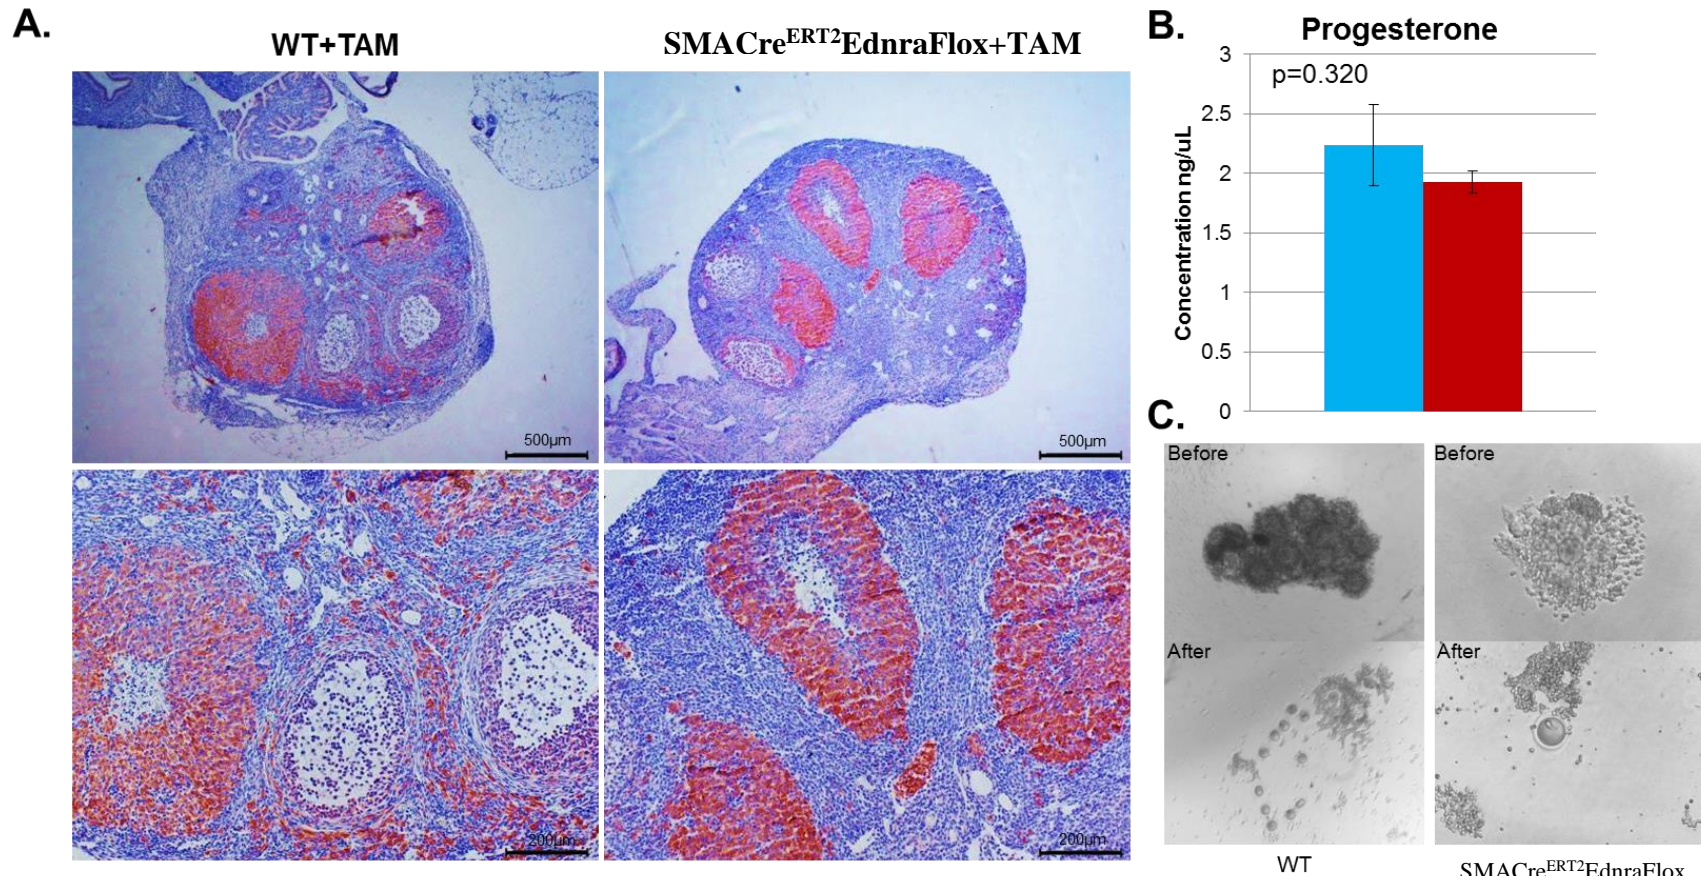 A.
WT+TAM
SMACreERT2EdnraFlox+TAM
500µm
500µm
200µm
200µm
B.
Progesterone
p=0.320
Concentration ng/uL
3
2.5
2
1.5
1
0.5
0
C.
Before
Before
After
After
WT
SMACreERT2EdnraFlox